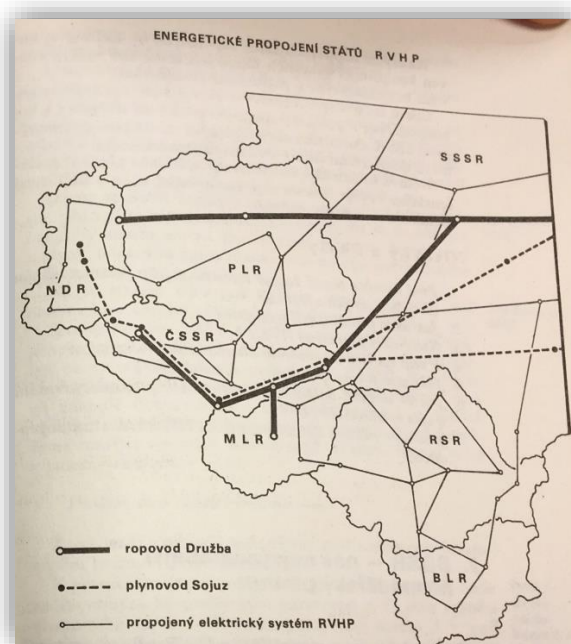 ENERGETICKÉ PROPOJENÍ STÁTŮ RVHP
SSSR
PLR
NDR
ČSSR
MLR
RSR
BLR
ropovod Družba
plynovod Sojuz
propojený elektrický systém RVHP